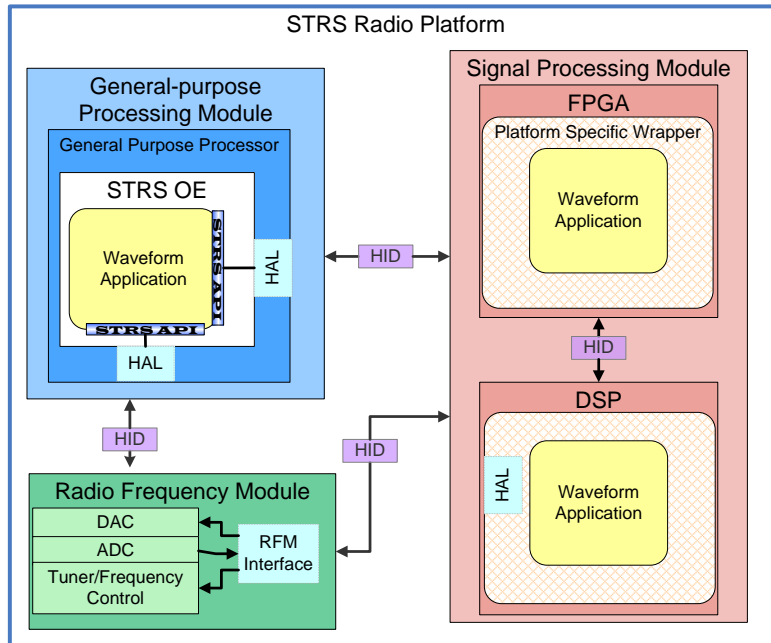 STRS Radio Platform
General-purpose
Processing Module
General Purpose Processor
STRS OE
Waveform
Application
STRS API
STRS API
HAL
HAL
HID
HID
HID
Signal Processing Module
FPGA
Platform Specific Wrapper
Waveform
Application
HID
DSP
HAL
Waveform
Application
Radio Frequency Module
DAC
ADC
Tuner/Frequency
Control
RFM
Interface